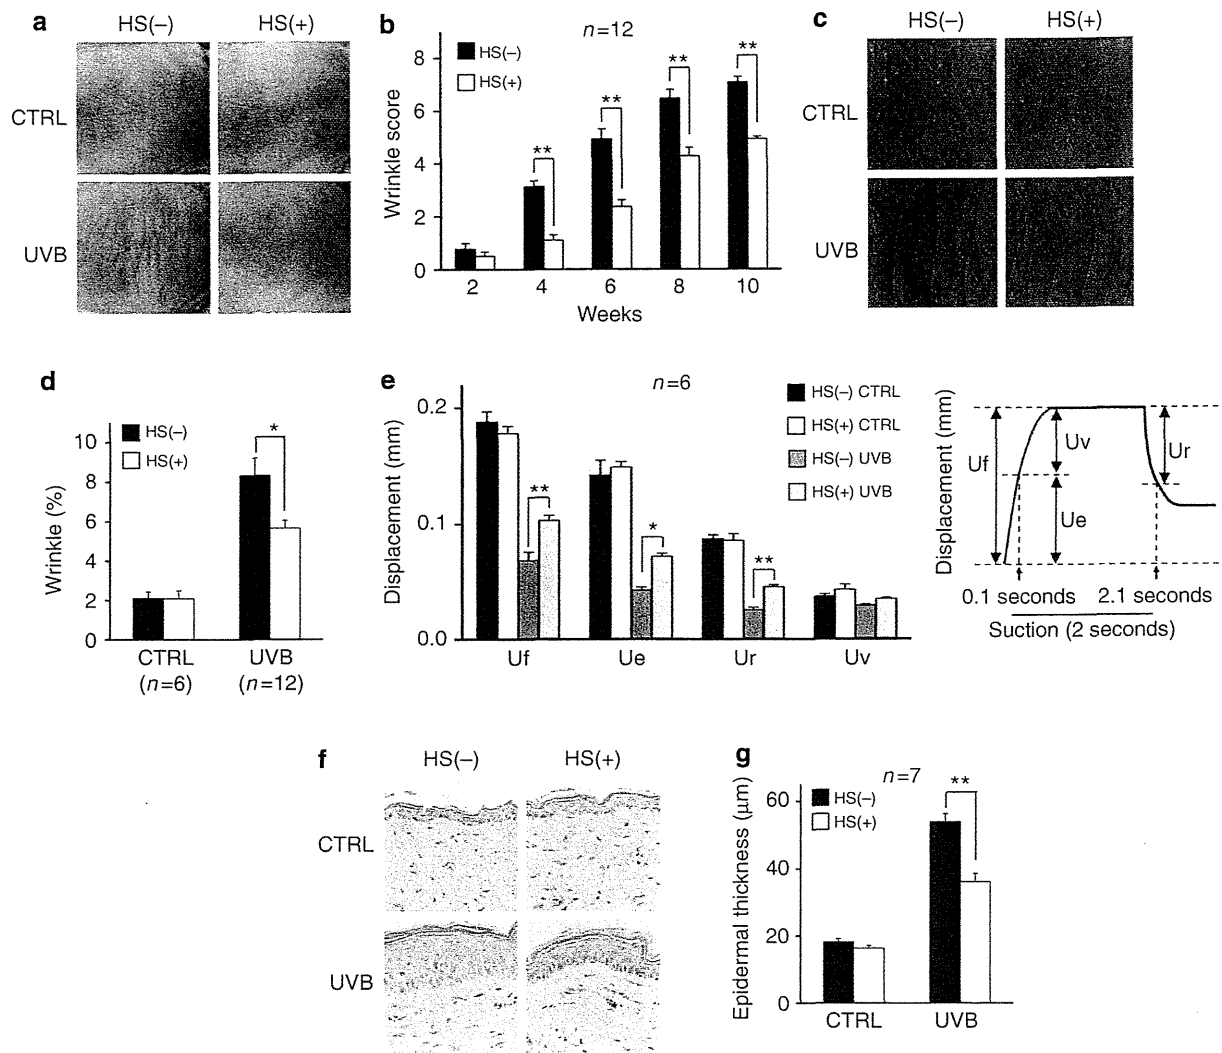 a
HS(–) HS(+)
CTRL
UVB
b
n=12
HS(–)
HS(+)
Wrinkle score
8
6
4
2
0
** ** ** **
2 4 6 8 10
Weeks
c
HS(–) HS(+)
CTRL
UVB
d
HS(–)
HS(+)
Wrinkle (%)
10
8
6
4
2
0
*
CTRL UVB
(n=6) (n=12)
e
n=6
HS(–) CTRL
HS(+) CTRL
HS(–) UVB
HS(+) UVB
Displacement (mm)
0.2
0.1
0.0
** * **
Uf Ue Ur Uv
Displacement (mm)
Uf
Uv
Ur
Ue
0.1 seconds 2.1 seconds
Suction (2 seconds)
f
HS(–) HS(+)
CTRL
UVB
g
n=7
HS(–)
HS(+)
Epidermal thickness (μm)
60
40
20
0
**
CTRL UVB